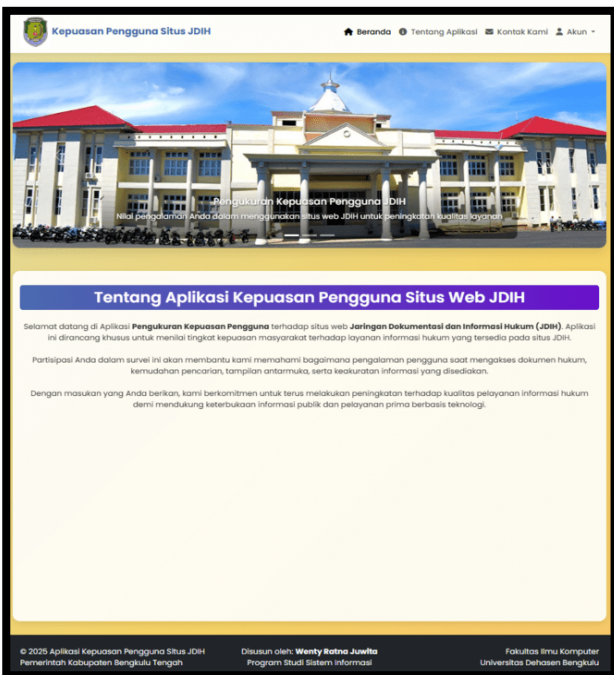 Kepuasan Pengguna Situs JDIH
Beranda Tentang Aplikasi Kontak Kami Akun
Pengukuran Kepuasan Pengguna JDIH
Nilai pengalaman Anda dalam menggunakan situs web JDIH untuk peningkatan kualitas layanan
Tentang Aplikasi Kepuasan Pengguna Situs Web JDIH
Selamat datang di Aplikasi Pengukuran Kepuasan Pengguna terhadap situs web Jaringan Dokumentasi dan Informasi Hukum (JDIH). Aplikasi
ini dirancang khusus untuk menilai tingkat kepuasan masyarakat terhadap layanan informasi hukum yang tersedia pada situs JDIH.
Partisipasi Anda dalam survei ini akan membantu kami memahami bagaimana pengalaman pengguna saat mengakses dokumen hukum,
kemudahan pencarian, tampilan antarmuka, serta keakuratan informasi yang disediakan.
Dengan masukan yang Anda berikan, kami berkomitmen untuk terus melakukan peningkatan terhadap kualitas pelayanan informasi hukum
demi mendukung keterbukaan informasi publik dan pelayanan prima berbasis teknologi.
© 2025 Aplikasi Kepuasan Pengguna Situs JDIH
Pemerintah Kabupaten Bengkulu Tengah
Disusun oleh: Wenty Ratna Juwita
Program Studi Sistem Informasi
Fakultas Ilmu Komputer
Universitas Dehasen Bengkulu